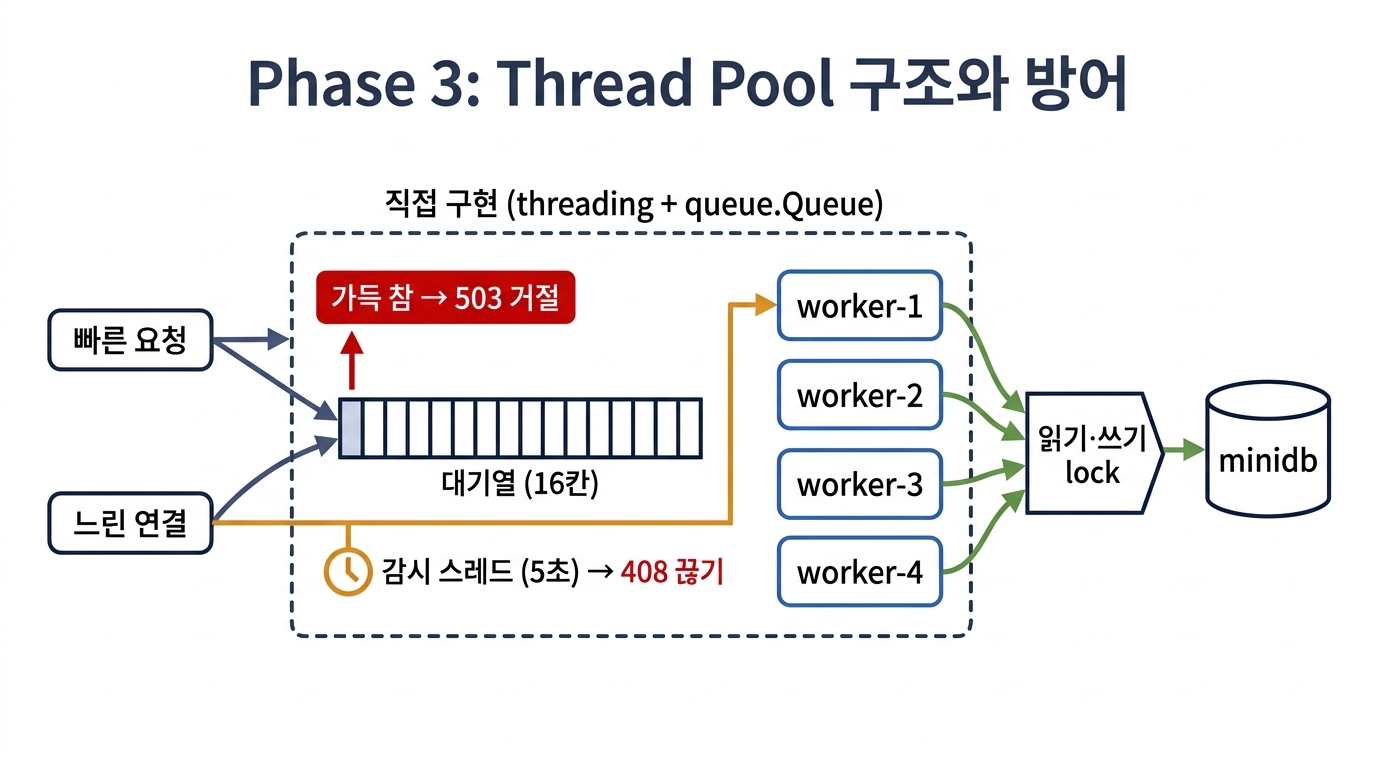 Phase 3: Thread Pool 구조와 방어
직접 구현 (threading + queue.Queue)
가득 참 → 503 거절
빠른 요청
느린 연결
대기열 (16칸)
감시 스레드 (5초) → 408 끊기
worker-1
worker-2
worker-3
worker-4
읽기·쓰기
lock
minidb